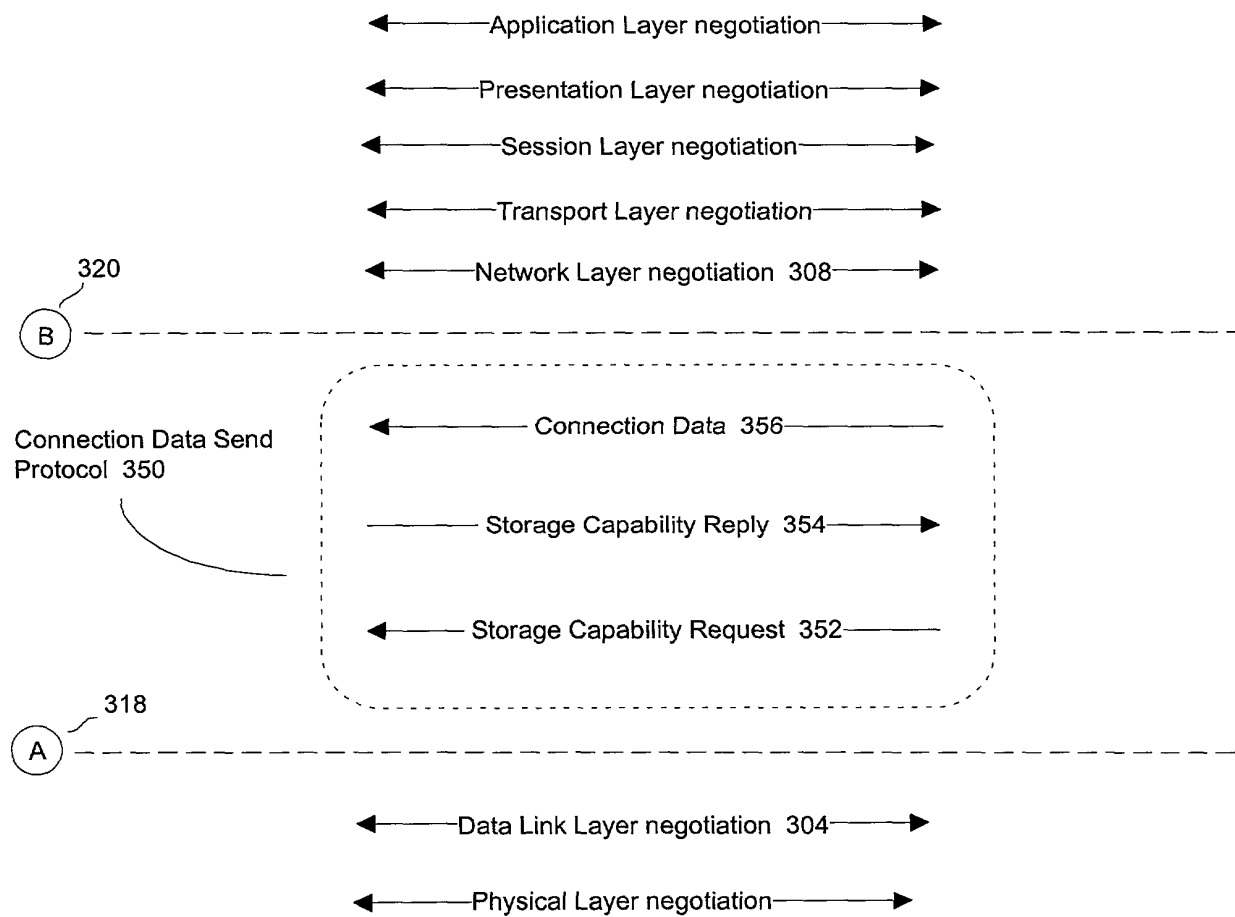 Application Layer negotiation
Presentation Layer negotiation
Session Layer negotiation
Transport Layer negotiation
320
Network Layer negotiation 308
B
Connection Data 356
Connection Data Send
Protocol 350
Storage Capability Reply 354
Storage Capability Request 352
318
A
Data Link Layer negotiation 304
Physical Layer negotiation